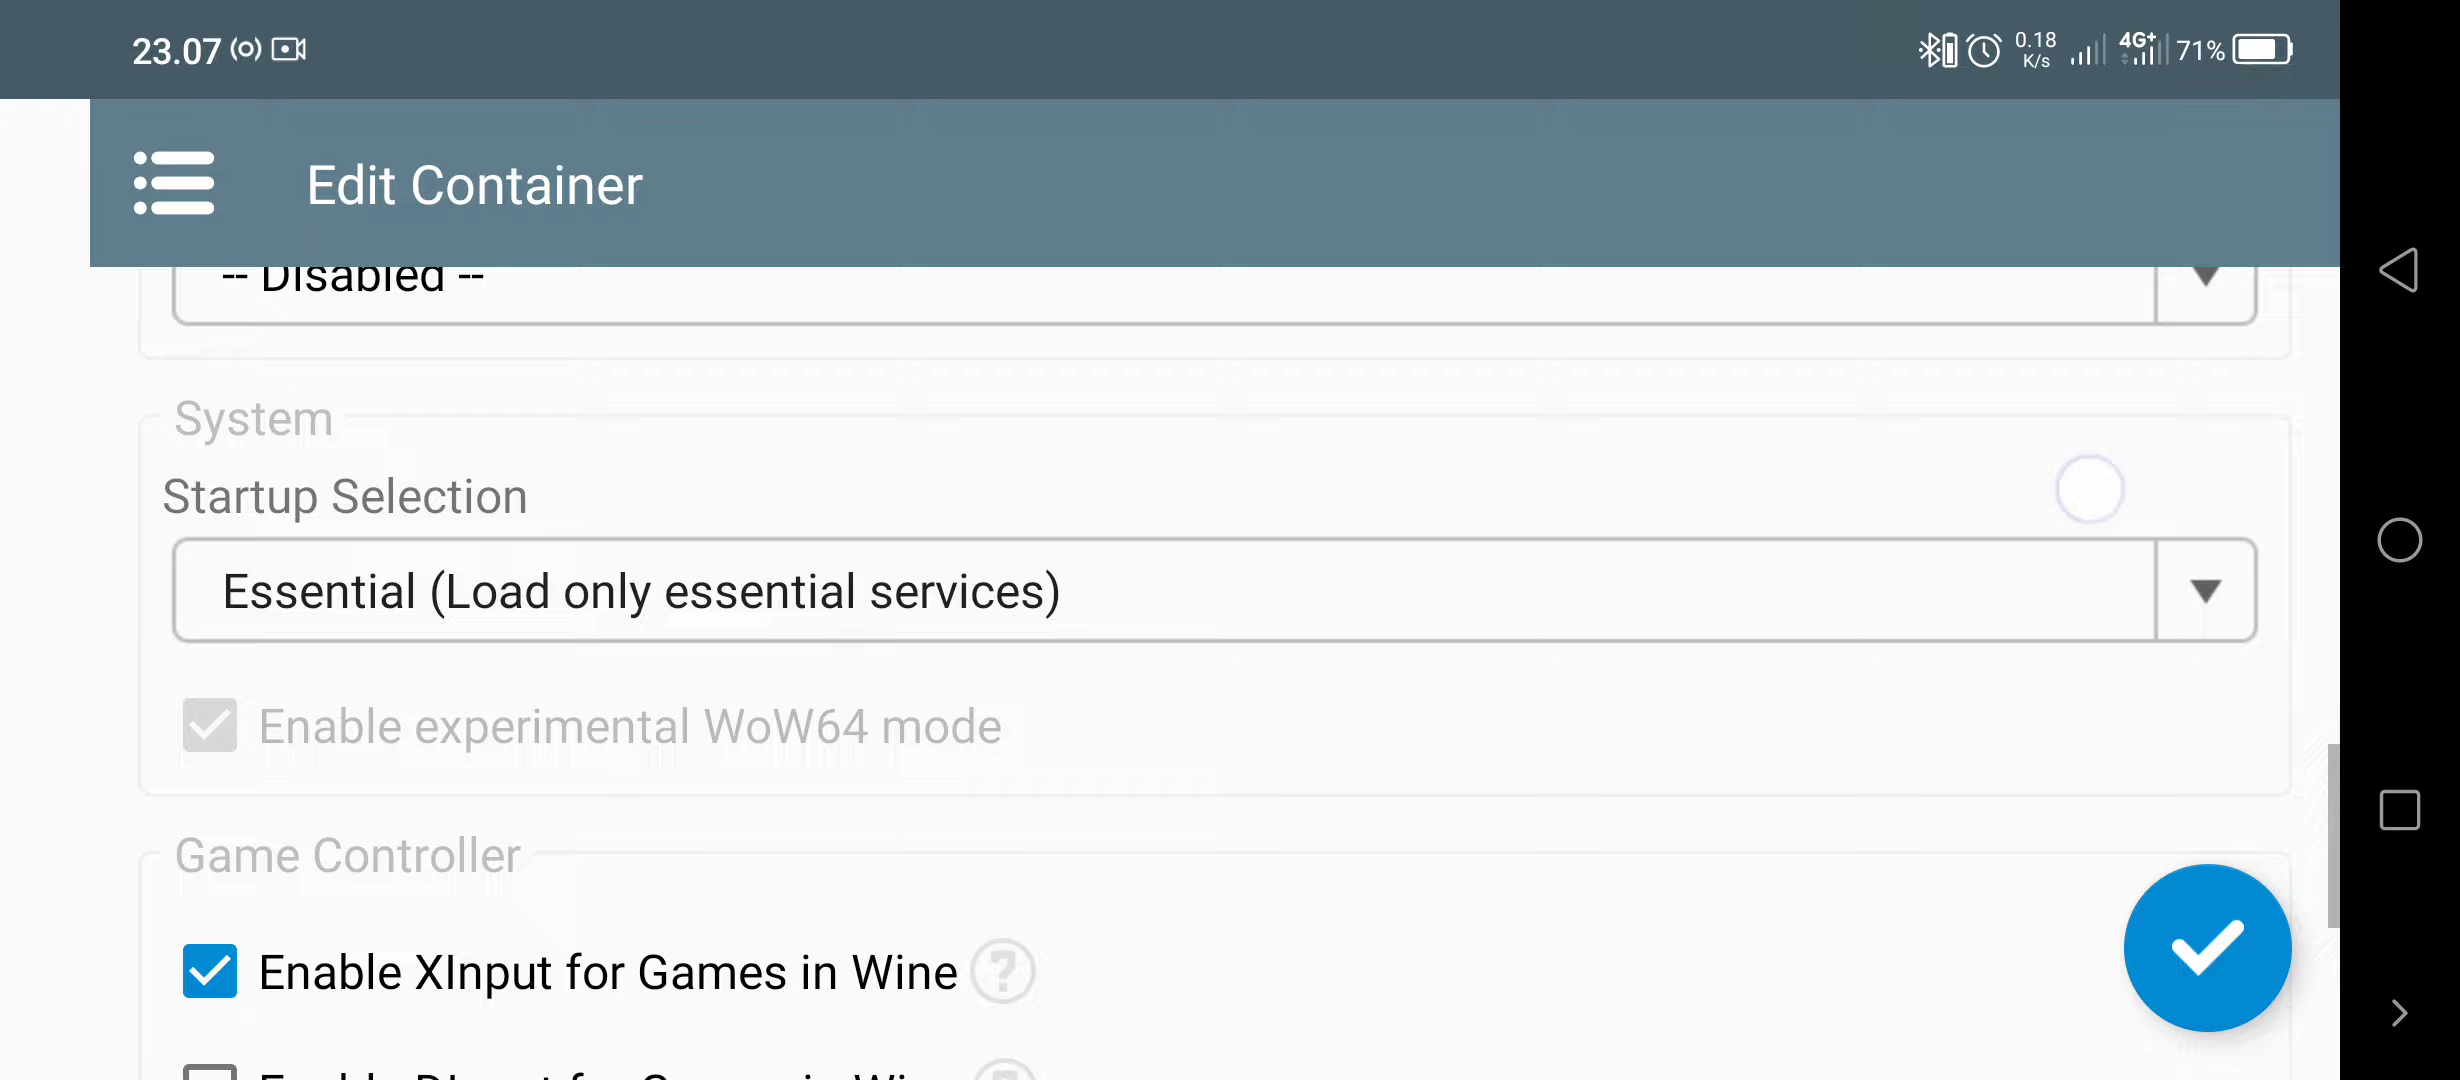 23.07
0.18
K/s
4G+
71%
Edit Container
-- Disabled --
System
Startup Selection
Essential (Load only essential services)
Enable experimental WoW64 mode
Game Controller
Enable XInput for Games in Wine
?